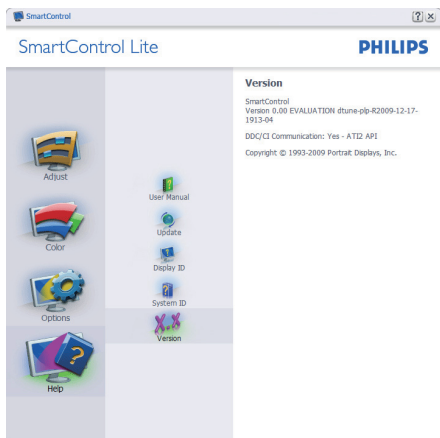 SmartControl
SmartControl Lite
PHILIPS
Adjust
Color
Options
Help
User Manual
Update
Display ID
System ID
X.X
Version
Version
SmartControl
Version 0.00 EVALUATION dtune-plp-R2009-12-17-
1913-04
DDC/CI Communication: Yes - ATI2 API
Copyright © 1993-2009 Portrait Displays, Inc.